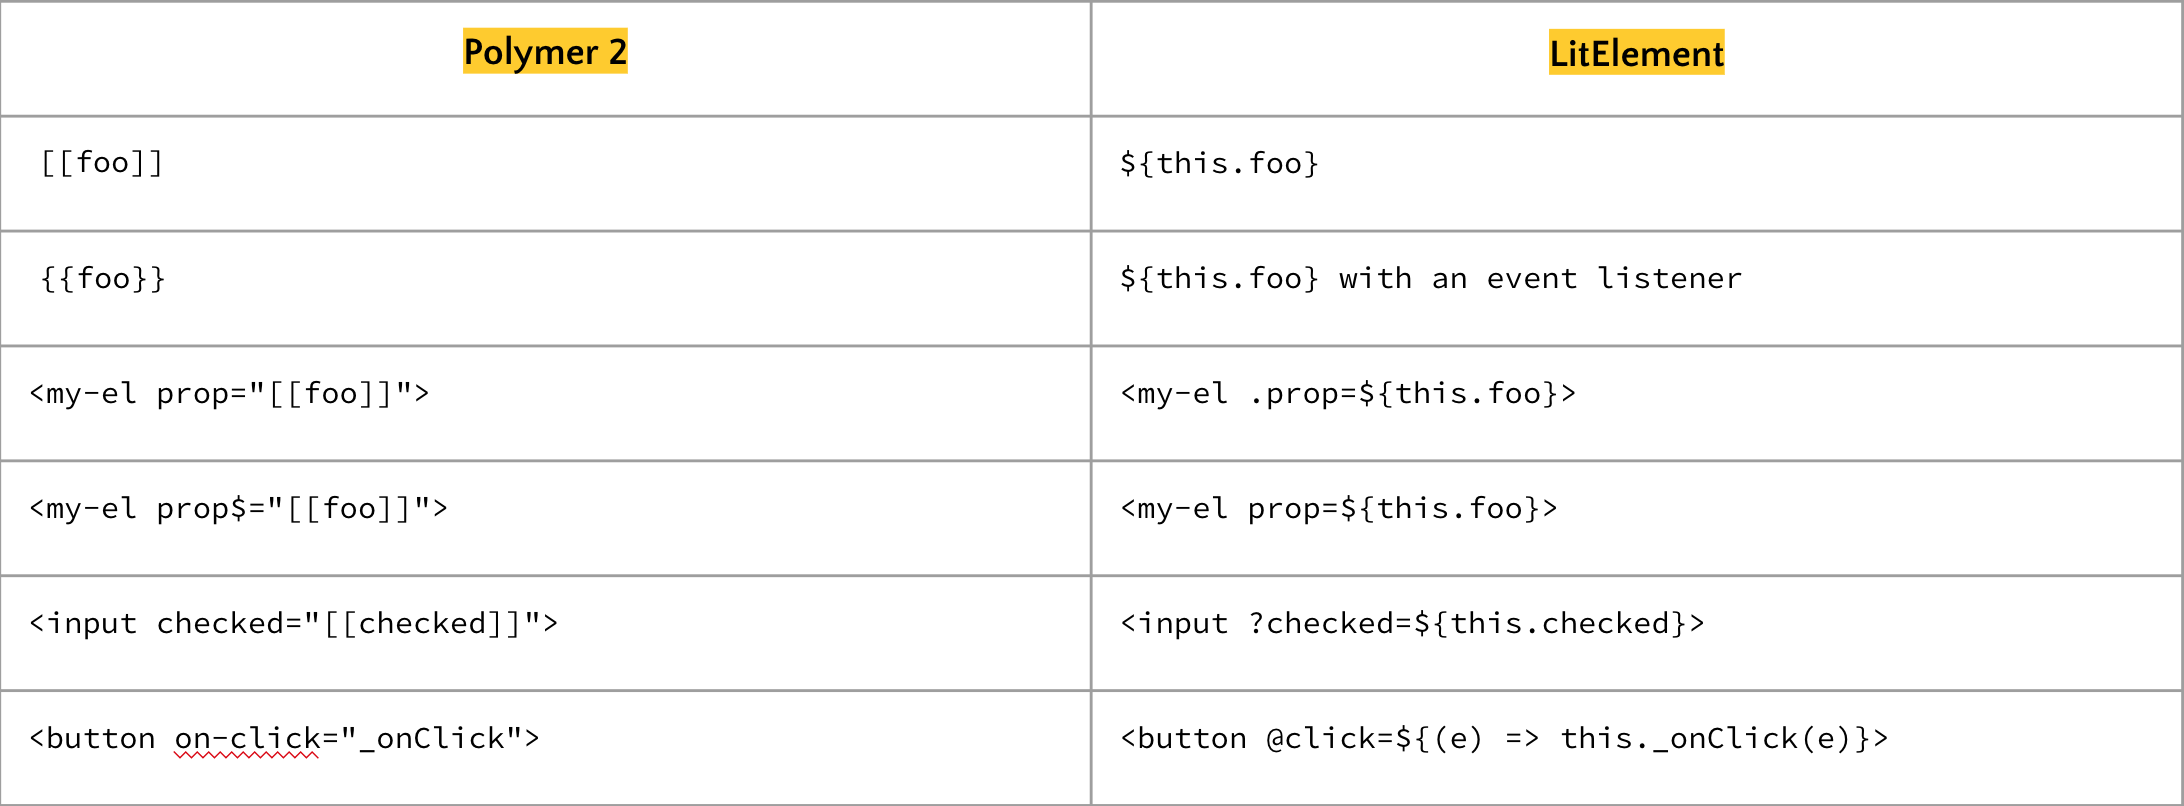 Polymer 2
LitElement
[[foo]]
${this.foo}
{{foo}}
${this.foo} with an event listener
<my-el prop="[[foo]]">
<my-el .prop=${this.foo}>
<my-el prop$="[[foo]]">
<my-el prop=${this.foo}>
<input checked="[[checked]]">
<input ?checked=${this.checked}>
<button on-click="_onClick">
<button @click=${(e) => this._onClick(e)}>